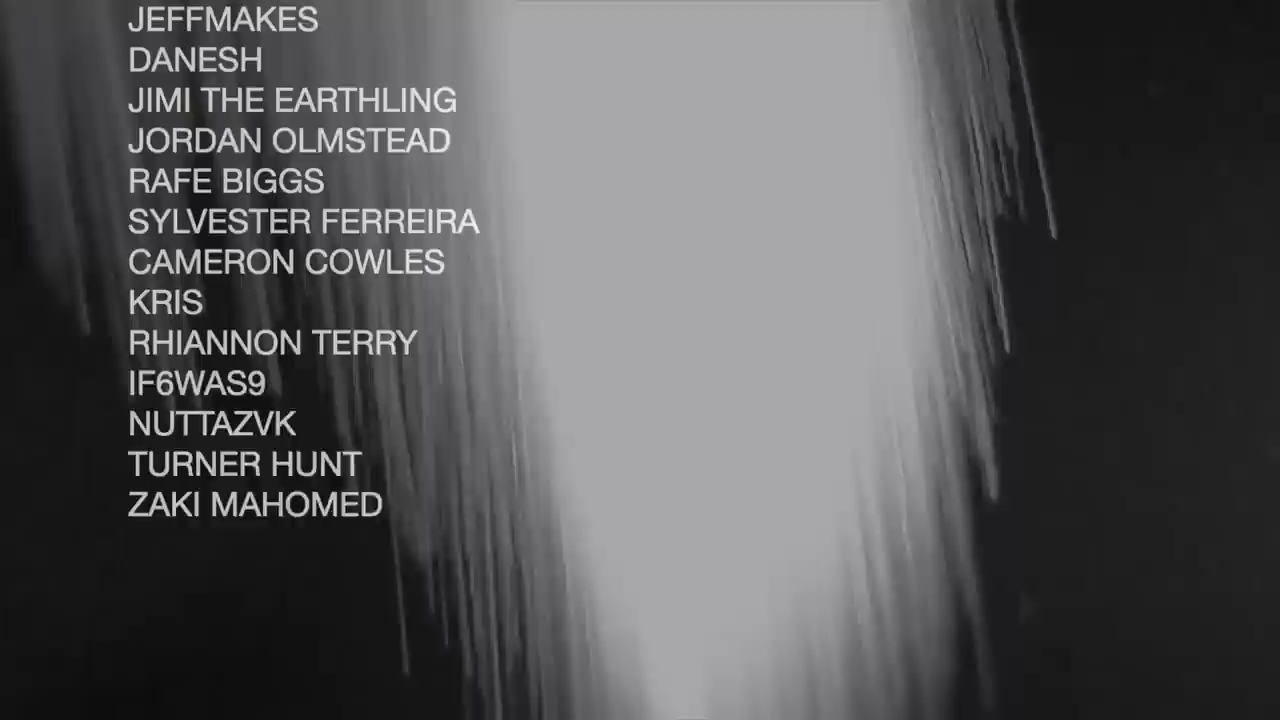 JEFFMAKES
DANESH
JIMI THE EARTHLING
JORDAN OLMSTEAD
RAFE BIGGS
SYLVESTER FERREIRA
CAMERON COWLES
KRIS
RHIANNON TERRY
IF6WAS9
NUTTAZVK
TURNER HUNT
ZAKI MAHOMED